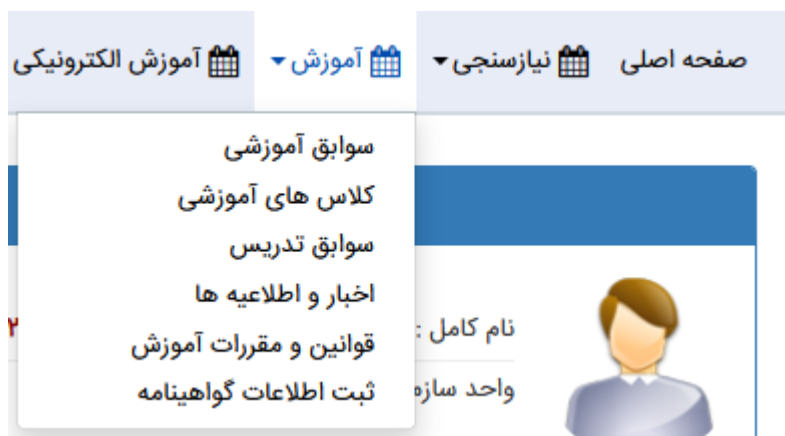 صفحه اصلی نیازسنجی آموزش آموزش الکترونیکی
سوابق آموزشی
کلاس های آموزشی
سوابق تدریس
اخبار و اطلاعیه ها
قوانین و مقررات آموزش
ثبت اطلاعات گواهینامه
نام کامل :
واحد